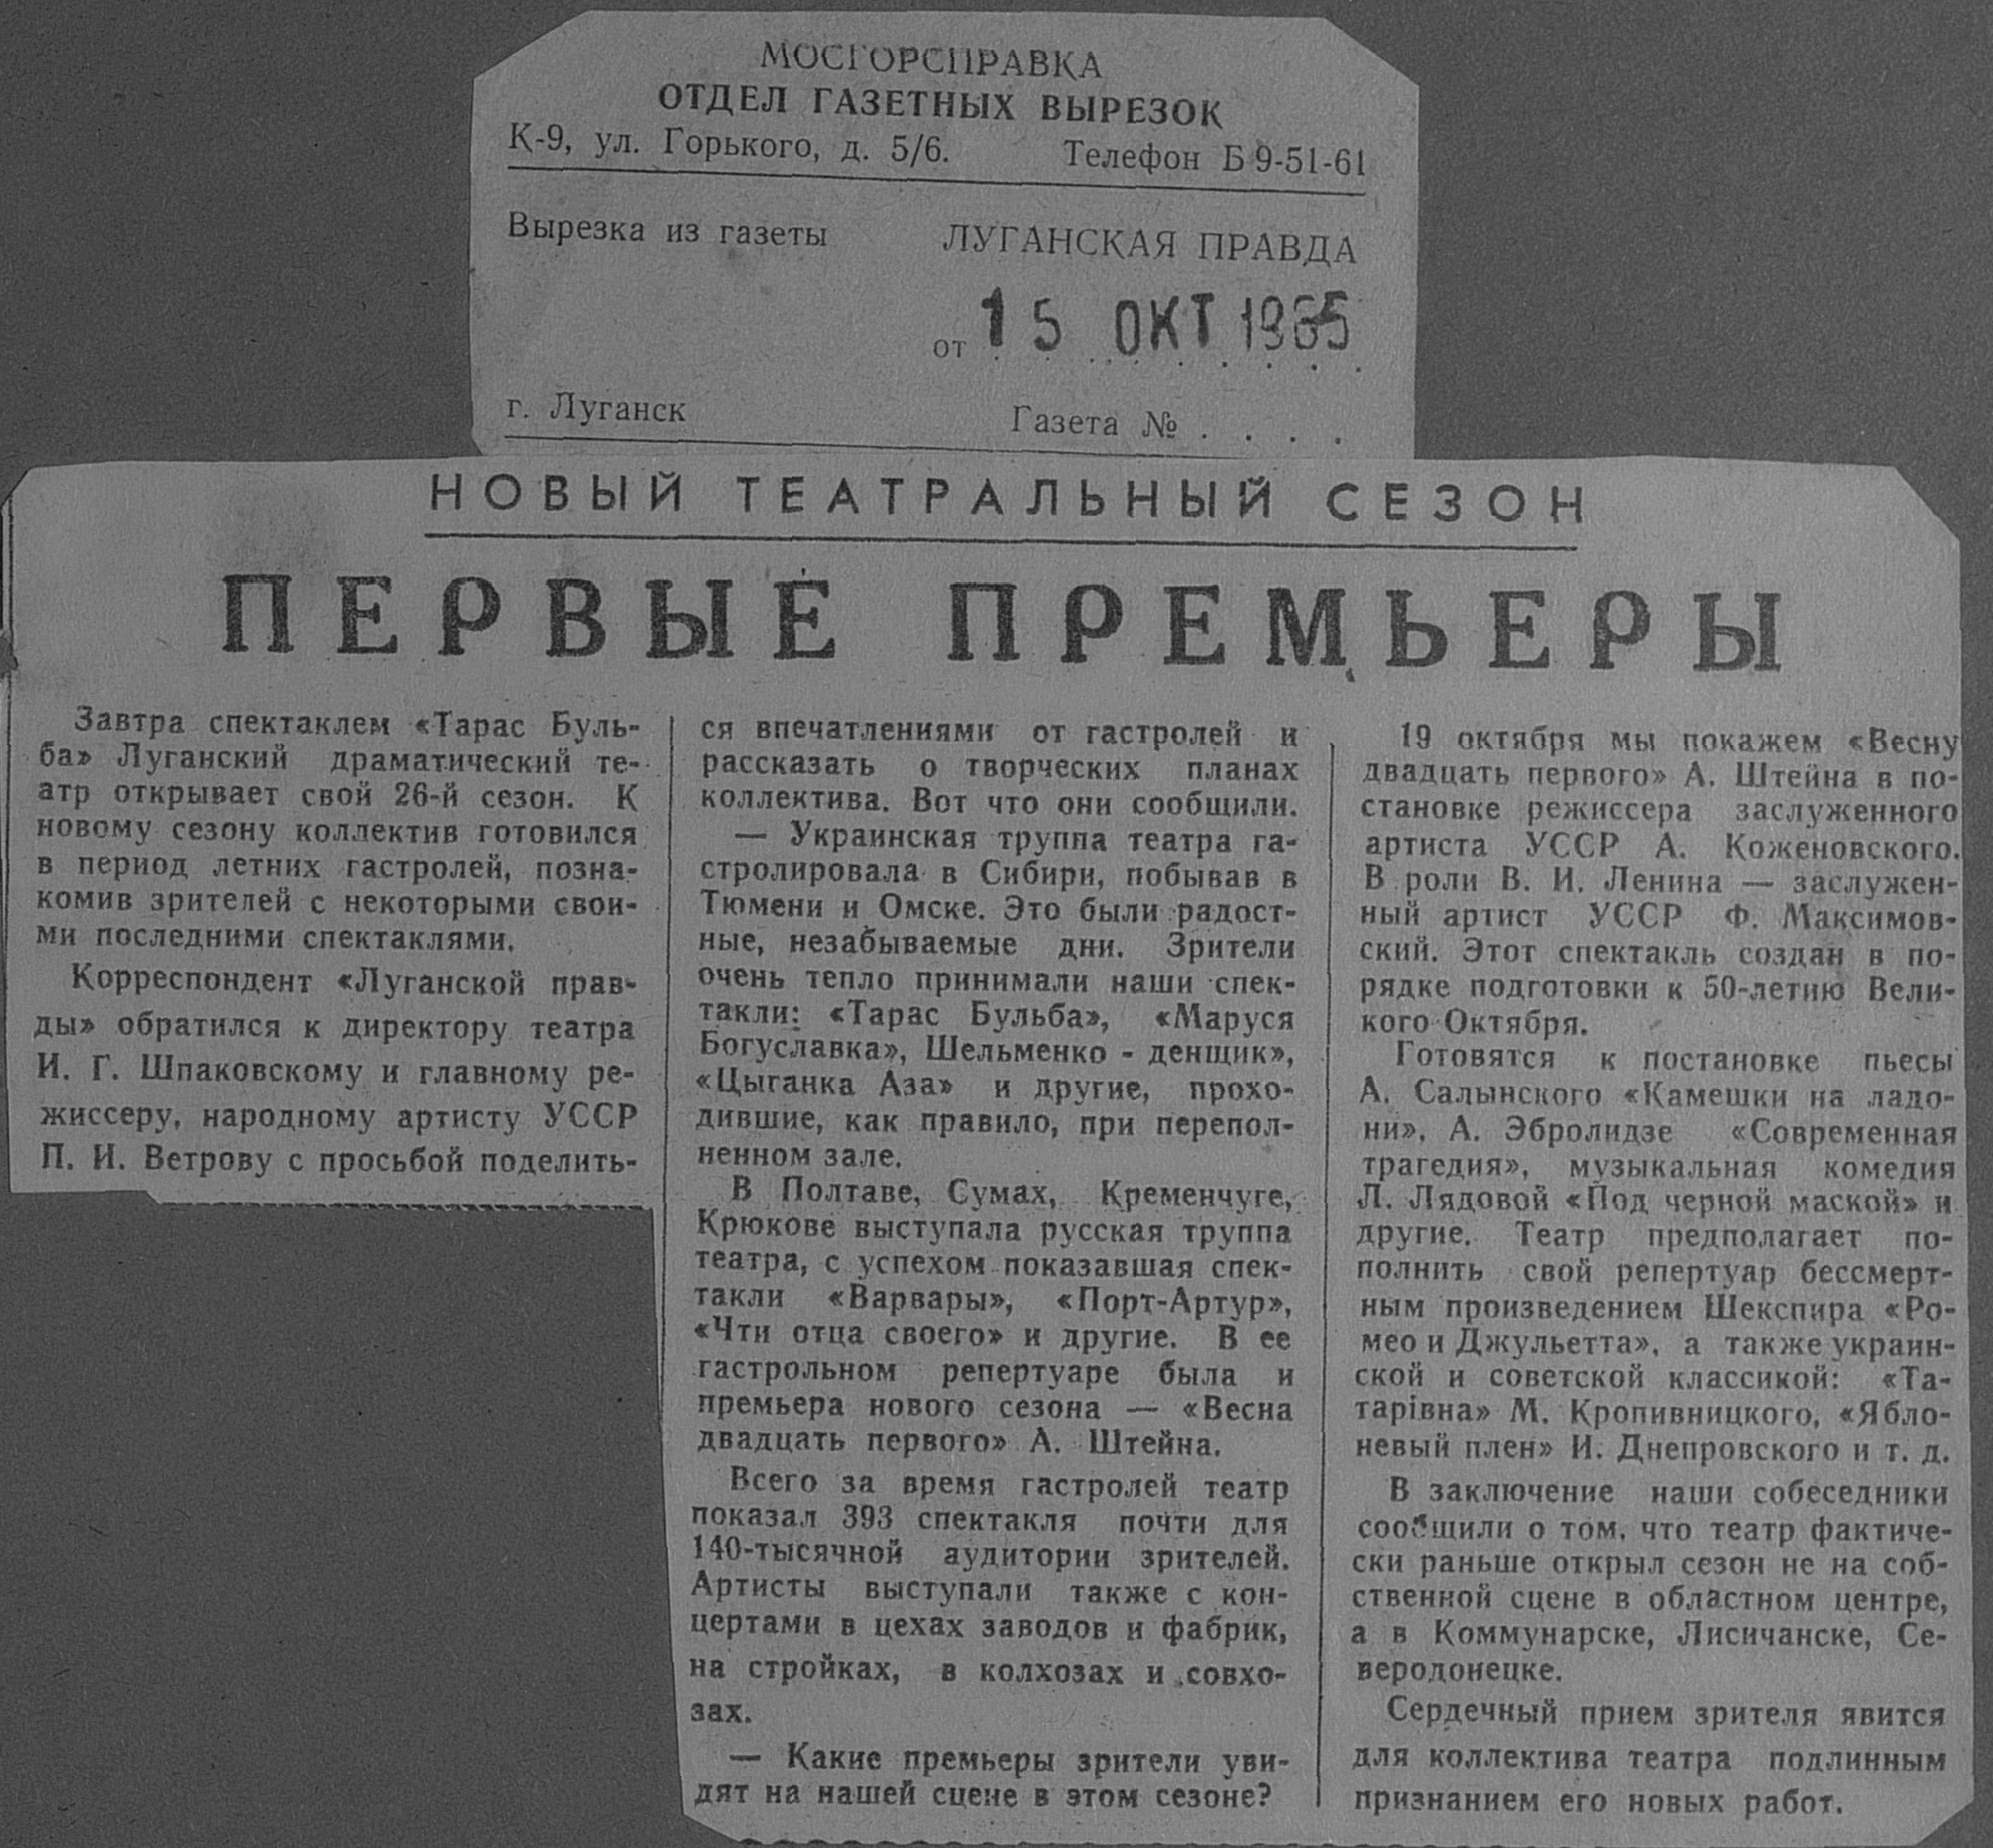 МОСГОРСПРАВКА
ОТДЕЛ ГАЗЕТНЫХ ВЫРЕЗОК
К-9, ул. Горького, д. 5/6. Телефон Б 9-51-61
Вырезка из газеты ЛУГАНСКАЯ ПРАВДА
от 15 ОКТ 1965
г. Луганск Газета № . . . .
НОВЫЙ ТЕАТРАЛЬНЫЙ СЕЗОН
ПЕРВЫЕ ПРЕМЬЕРЫ
Завтра спектаклем «Тарас Буль-
ба» Луганский драматический те-
атр открывает свой 26-й сезон. К
новому сезону коллектив готовился
в период летних гастролей, позна-
комив зрителей с некоторыми свои-
ми последними спектаклями.
Корреспондент «Луганской прав-
ды» обратился к директору театра
И. Г. Шпаковскому и главному ре-
жиссеру, народному артисту УССР
П. И. Ветрову с просьбой поделить-
ся впечатлениями от гастролей и
рассказать о творческих планах
коллектива. Вот что они сообщили.
— Украинская труппа театра га-
стролировала в Сибири, побывав в
Тюмени и Омске. Это были радост-
ные, незабываемые дни. Зрители
очень тепло принимали наши спек-
такли: «Тарас Бульба», «Маруся
Богуславка», Шельменко - денщик»,
«Цыганка Аза» и другие, прохо-
дившие, как правило, при перепол-
ненном зале.
В Полтаве, Сумах, Кременчуге,
Крюкове выступала русская труппа
театра, с успехом показавшая спек-
такли «Варвары», «Порт-Артур»,
«Чти отца своего» и другие. В ее
гастрольном репертуаре была и
премьера нового сезона — «Весна
двадцать первого» А. Штейна.
Всего за время гастролей театр
показал 393 спектакля почти для
140-тысячной аудитории зрителей.
Артисты выступали также с кон-
цертами в цехах заводов и фабрик,
на стройках, в колхозах и совхо-
зах.
— Какие премьеры зрители уви-
дят на нашей сцене в этом сезоне?
19 октября мы покажем «Весну
двадцать первого» А. Штейна в по-
становке режиссера заслуженного
артиста УССР А. Коженовского.
В роли В. И. Ленина — заслужен-
ный артист УССР Ф. Максимов-
ский. Этот спектакль создан в по-
рядке подготовки к 50-летию Вели-
кого Октября.
Готовятся к постановке пьесы
А. Салынского «Камешки на ладо-
ни», А. Эбролидзе «Современная
трагедия», музыкальная комедия
Л. Лядовой «Под черной маской» и
другие. Театр предполагает по-
полнить свой репертуар бессмерт-
ным произведением Шекспира «Ро-
мео и Джульетта», а также украин-
ской и советской классикой: «Та-
тарівна» М. Кропивницкого, «Ябло-
невый плен» И. Днепровского и т. д.
В заключение наши собеседники
сообщили о том, что театр фактиче-
ски раньше открыл сезон не на соб-
ственной сцене в областном центре,
а в Коммунарске, Лисичанске, Се-
веродонецке.
Сердечный прием зрителя явится
для коллектива театра подлинным
признанием его новых работ.